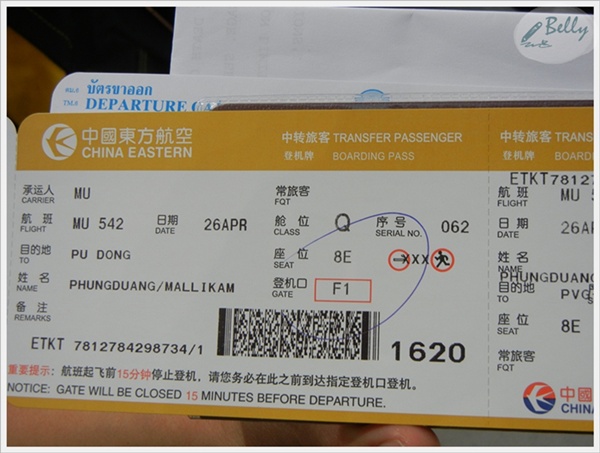 Belly
บัตรขาออก
DEPARTURE
中國東方航空
CHINA EASTERN
中转旅客 TRANSFER PASSENGER
登机牌 BOARDING PASS
承运人 CARRIER MU
常旅客 FQT
航班 FLIGHT MU 542 日期 DATE 26APR 舱位 CLASS Q 序号 SERIAL NO. 062
目的地 TO PU DONG 座位 SEAT 8E XXX
姓名 NAME PHUNGDUANG/MALLIKAM 登机口 GATE F1
备注 REMARKS
ETKT 7812784298734/1 1620
重要提示：航班起飞前15分钟停止登机，请您务必在此之前到达指定登机口登机。
NOTICE: GATE WILL BE CLOSED 15 MINUTES BEFORE DEPARTURE.
中转旅
登机牌 BOARD
ETKT7812
航班 FLIGHT MU
日期 DATE 26A
姓名 NAME
PHUNGDUANG
目的地 TO PVG
座位 SEAT 8E
常旅客 FQT
中國
CHINA